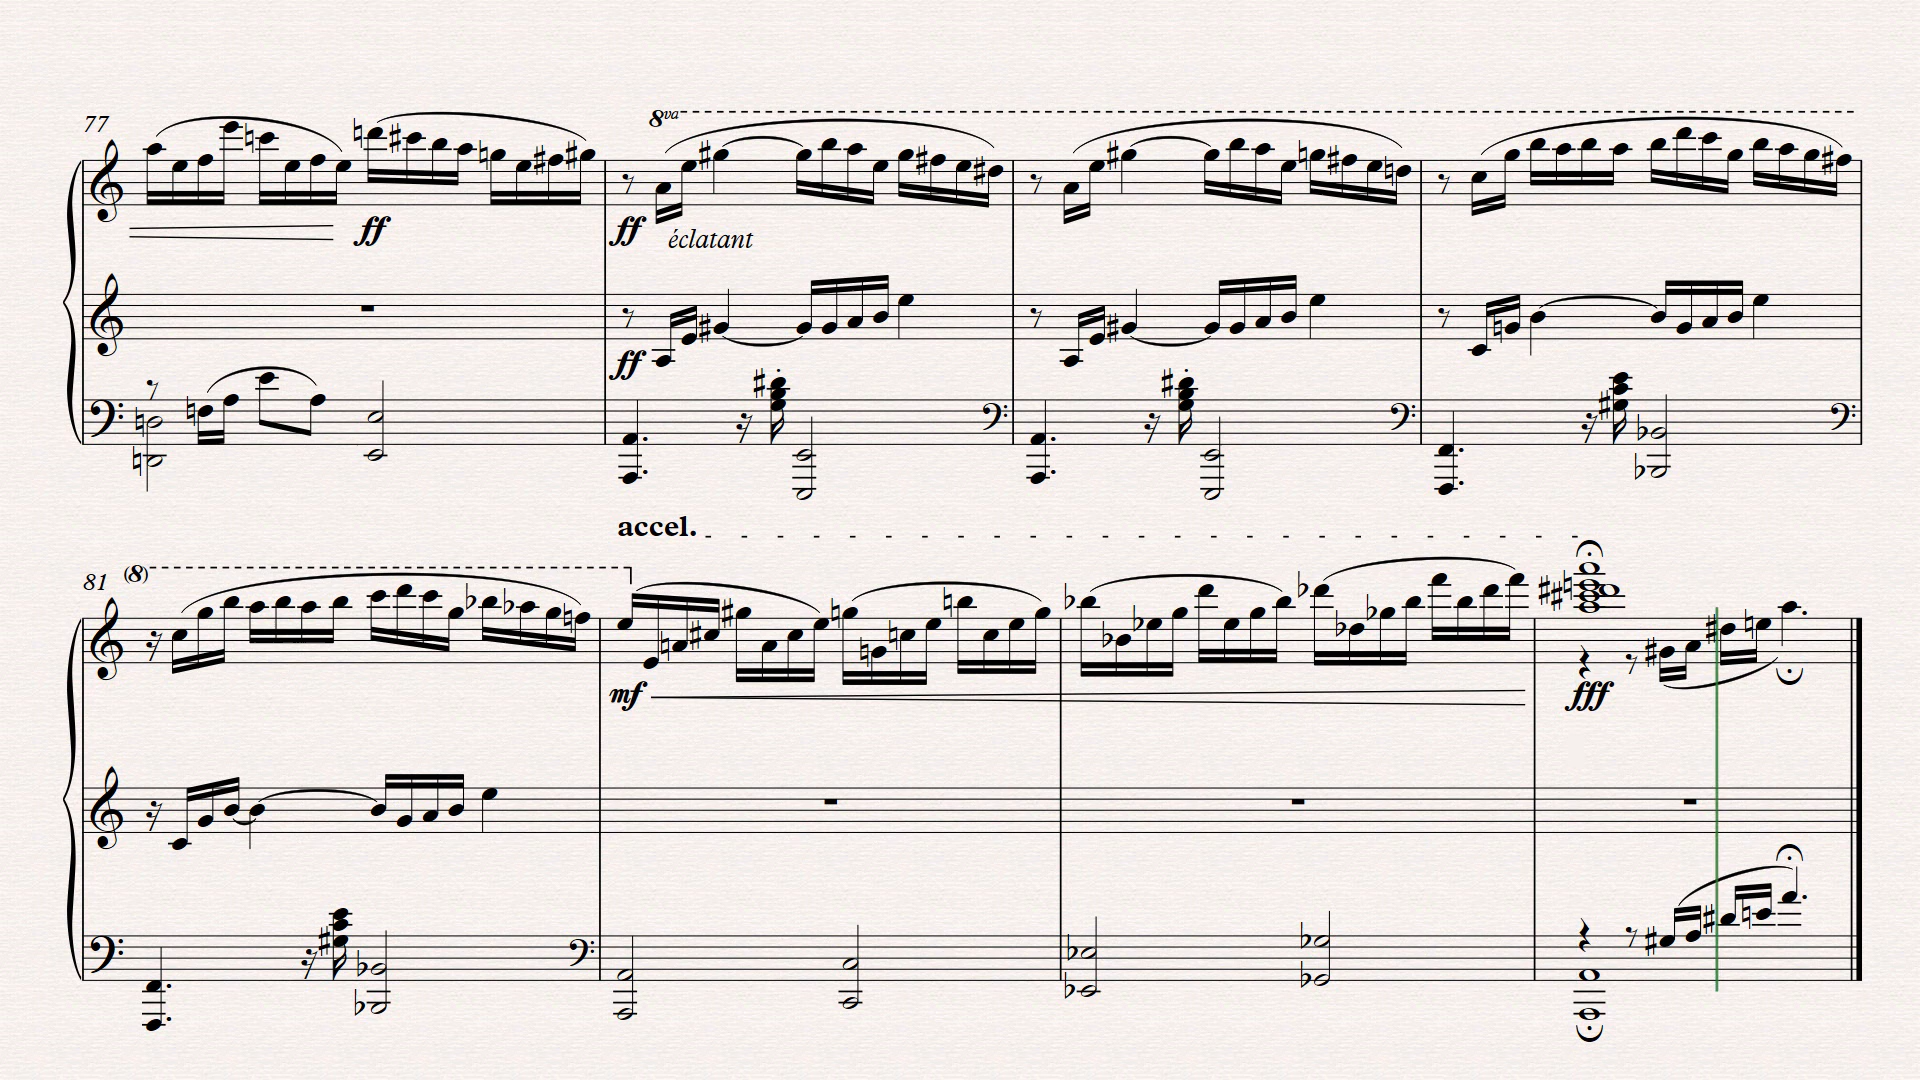 77
8va
ff
ff
éclatant
ff
accel.
81
(8)
mf
fff